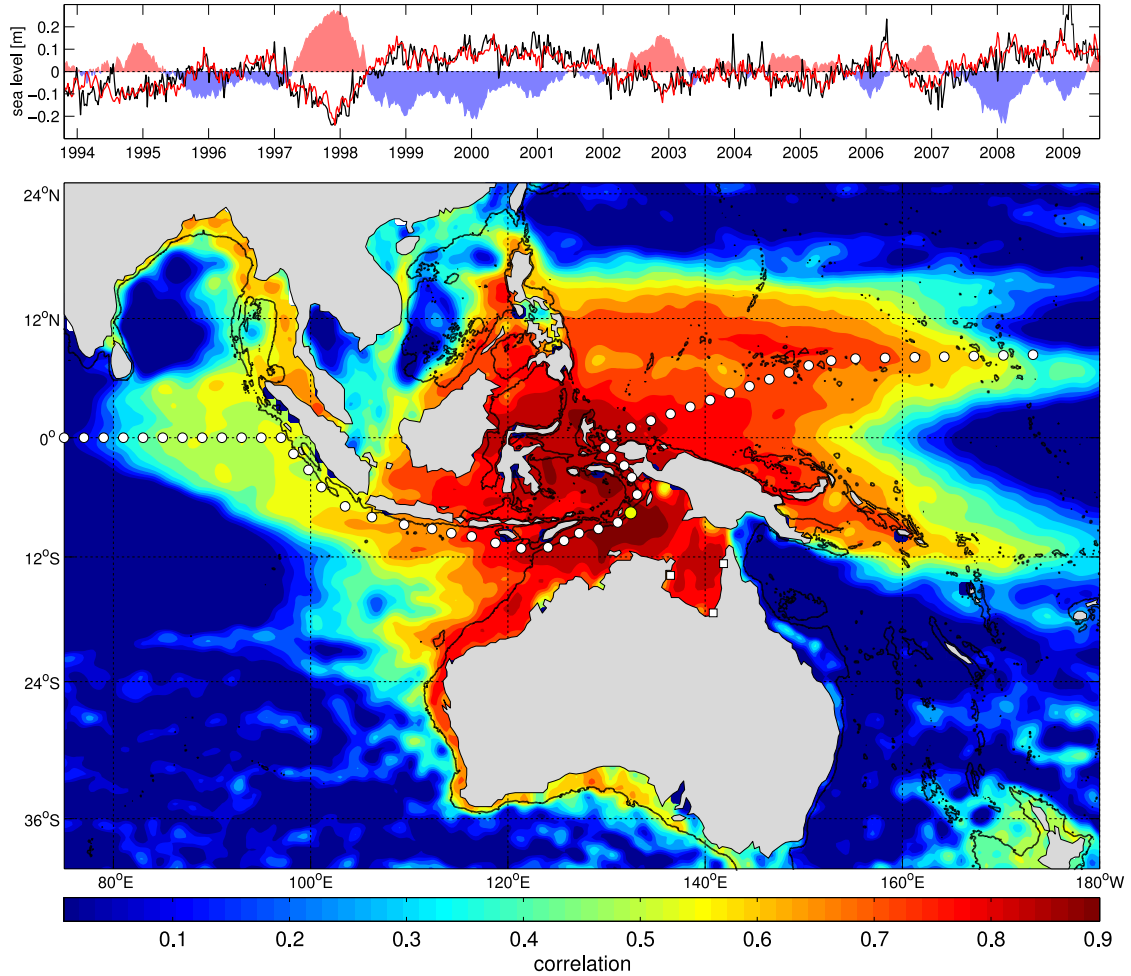 sea level [m]
0.2
0.1
0
−0.1
−0.2
1994 1995 1996 1997 1998 1999 2000 2001 2002 2003 2004 2005 2006 2007 2008 2009
24°N
12°N
0°
12°S
24°S
36°S
80°E 100°E 120°E 140°E 160°E 180°W
0.1 0.2 0.3 0.4 0.5 0.6 0.7 0.8 0.9
correlation